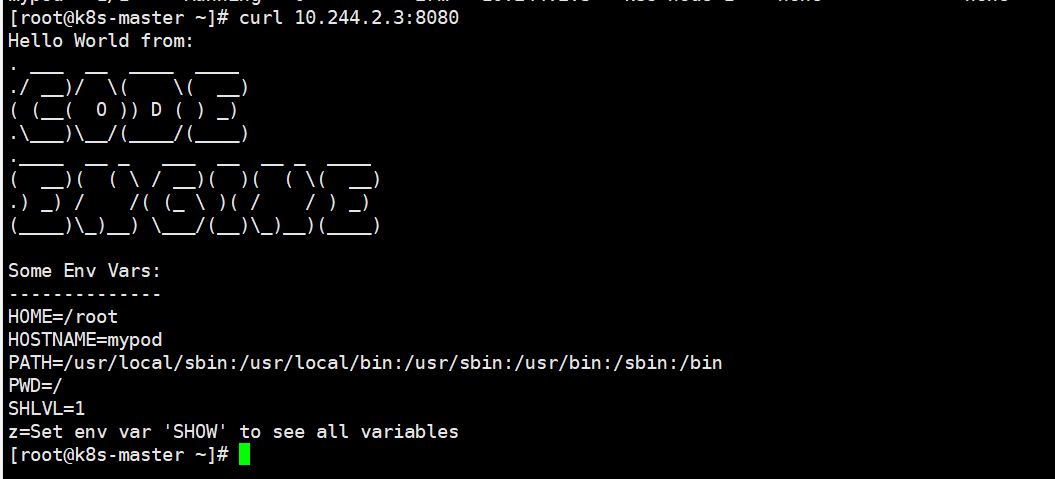 [root@k8s-master ~]# curl 10.244.2.3:8080
Hello World from:
. ___  __  ____  ____
./ __)/  \(    \(  __)
( (__(  O )) D ( ) _)
.\___)\__/(____/(____)
.____  __ _   ___  __  __ _  ____
(  __)(  ( \ / __)(  )(  ( \(  __)
.) _) /    /( (_ \ )( /    / ) _)
(____)\_)__) \___/(__)\_)__)(____)
Some Env Vars:
--------------
HOME=/root
HOSTNAME=mypod
PATH=/usr/local/sbin:/usr/local/bin:/usr/sbin:/usr/bin:/sbin:/bin
PWD=/
SHLVL=1
z=Set env var 'SHOW' to see all variables
[root@k8s-master ~]#